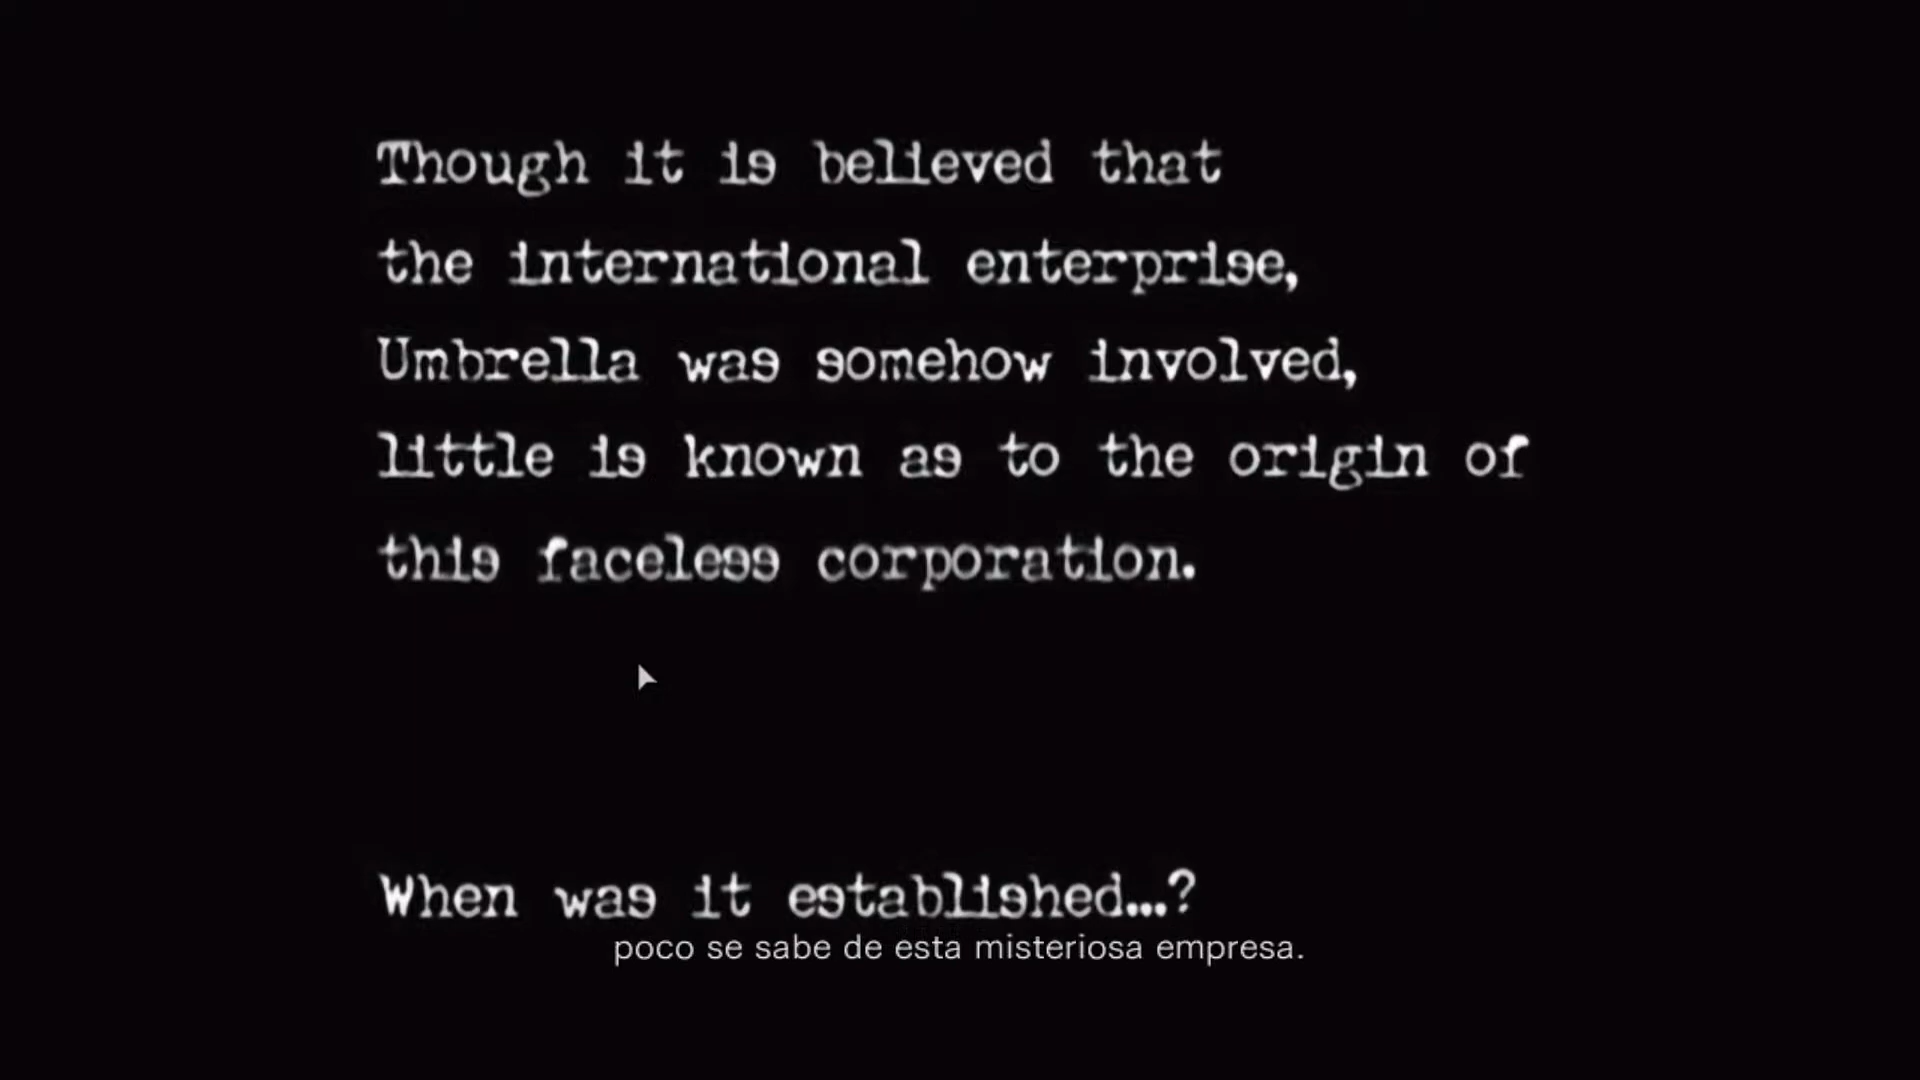 Though it is believed that
the international enterprise,
Umbrella was somehow involved,
little is known as to the origin of
this faceless corporation.
When was it established...?
poco se sabe de esta misteriosa empresa.